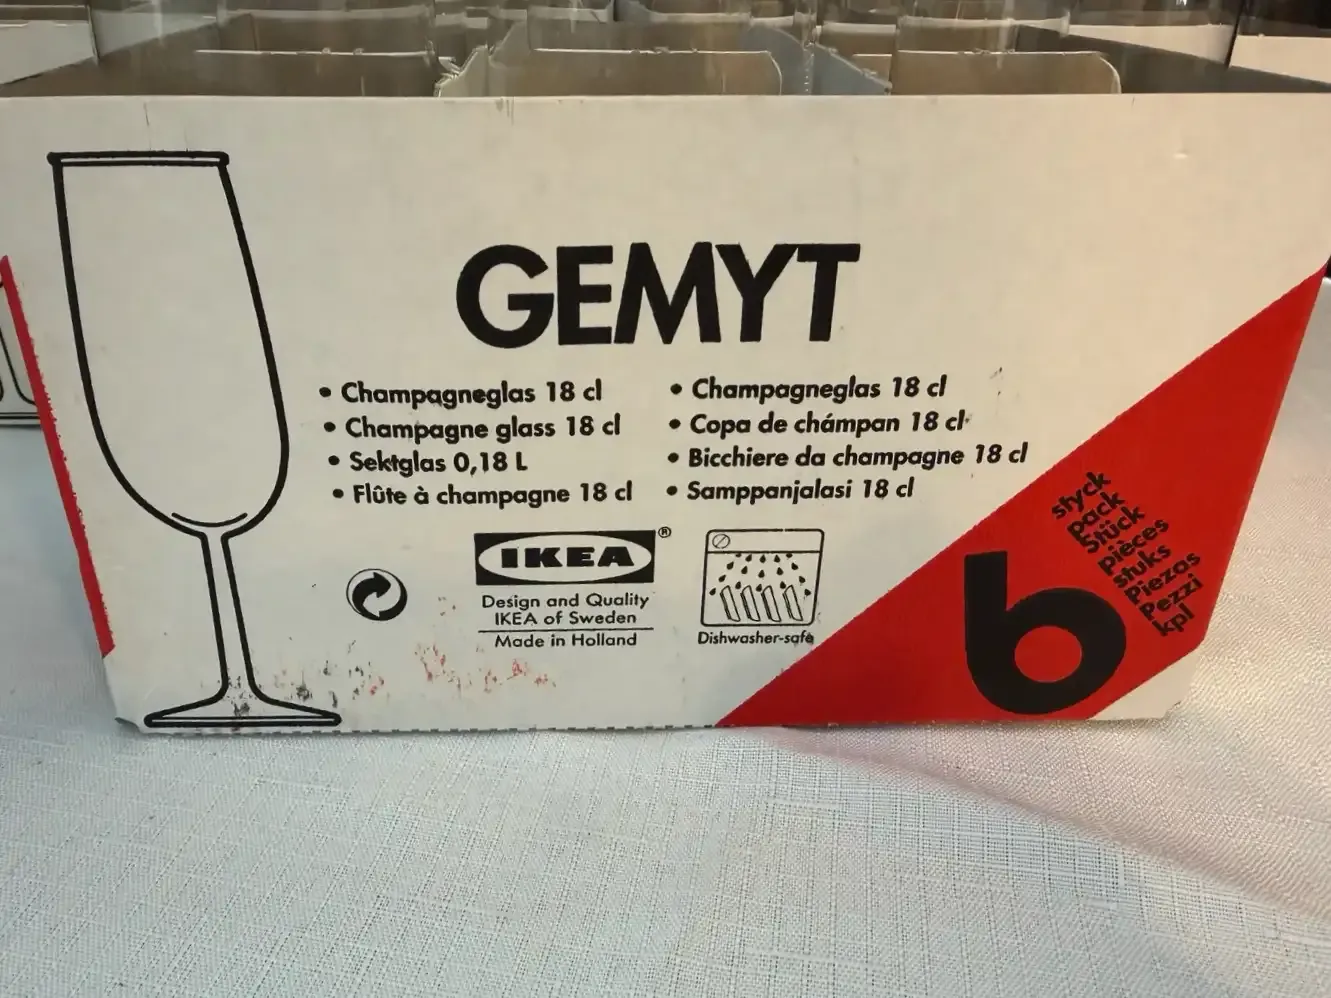 GEMYT
• Champagneglas 18 cl
• Champagne glass 18 cl
• Sektglas 0,18 L
• Flûte à champagne 18 cl
• Champagneglas 18 cl
• Copa de chámpan 18 cl
• Bicchiere da champagne 18 cl
• Samppanjalasi 18 cl
IKEA®
Design and Quality
IKEA of Sweden
Made in Holland
Dishwasher-safe
6
styck
pack
Stück
pièces
stuks
Piezas
Pezzi
kpl